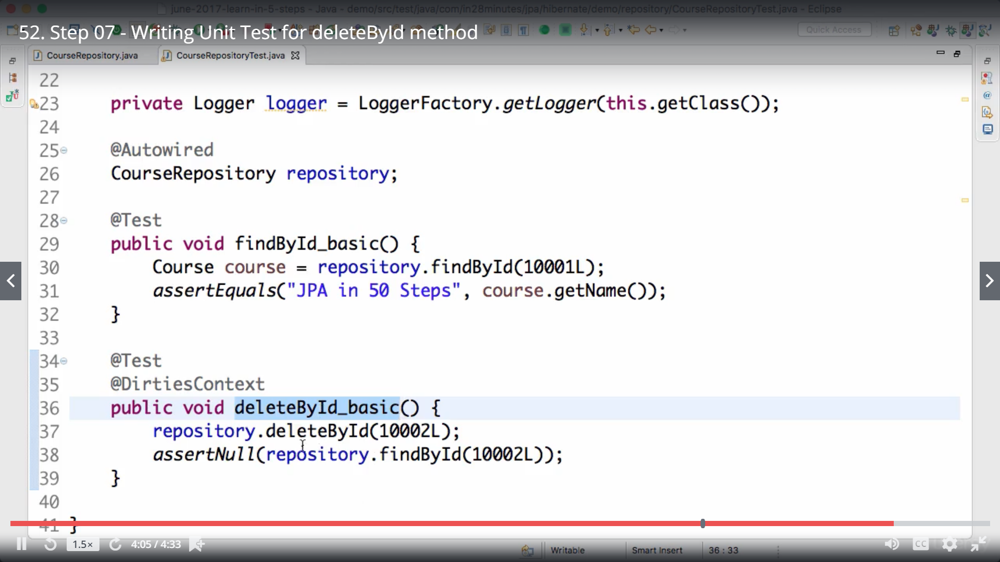 june-2017-learn-in-5-steps - Java - demo/src/test/java/com/in28minutes/jpa/hibernate/demo/repository/CourseRepositoryTest.java - Eclipse
52. Step 07 - Writing Unit Test for deleteById method
Quick Access
CourseRepository.java
CourseRepositoryTest.java
22
23 private Logger logger = LoggerFactory.getLogger(this.getClass());
24
25 @Autowired
26 CourseRepository repository;
27
28 @Test
29 public void findById_basic() {
30 Course course = repository.findById(10001L);
31 assertEquals("JPA in 50 Steps", course.getName());
32 }
33
34 @Test
35 @DirtiesContext
36 public void deleteById_basic() {
37 repository.deleteById(10002L);
38 assertNull(repository.findById(10002L));
39 }
40
41 }
1.5×
4:05 / 4:33
Writable
Smart Insert
36 : 33
CC